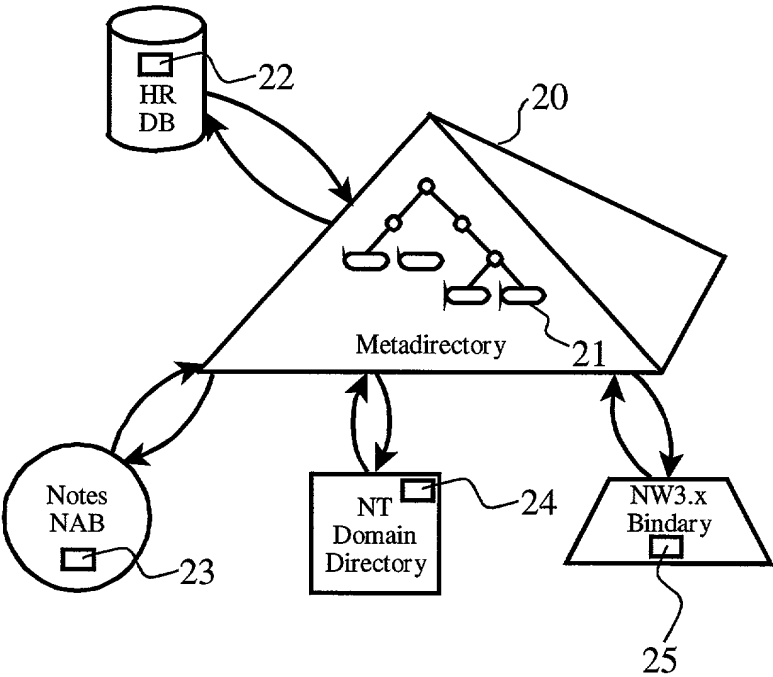 22
HR
DB
20
Metadirectory
21
Notes
NAB
23
NT
Domain
Directory
24
NW3.x
Bindary
25